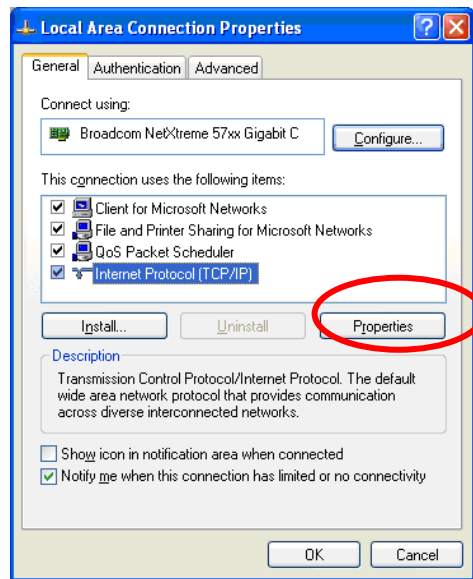 Local Area Connection Properties
General Authentication Advanced
Connect using:
Broadcom NetXtreme 57xx Gigabit C
Configure...
This connection uses the following items:
Client for Microsoft Networks
File and Printer Sharing for Microsoft Networks
QoS Packet Scheduler
Internet Protocol (TCP/IP)
Install... Uninstall Properties
Description
Transmission Control Protocol/Internet Protocol. The default
wide area network protocol that provides communication
across diverse interconnected networks.
Show icon in notification area when connected
Notify me when this connection has limited or no connectivity
OK Cancel